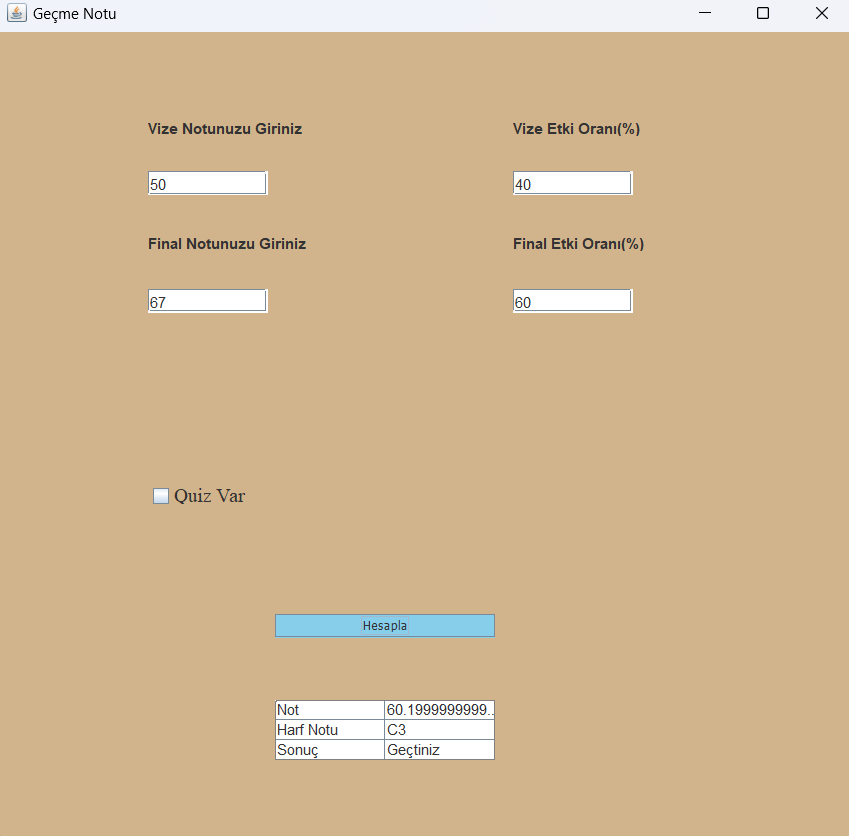 Geçme Notu
Vize Notunuzu Giriniz Vize Etki Oranı(%)
50 40
Final Notunuzu Giriniz Final Etki Oranı(%)
67 60
Quiz Var
Hesapla
Not 60.1999999999..
Harf Notu C3
Sonuç Geçtiniz